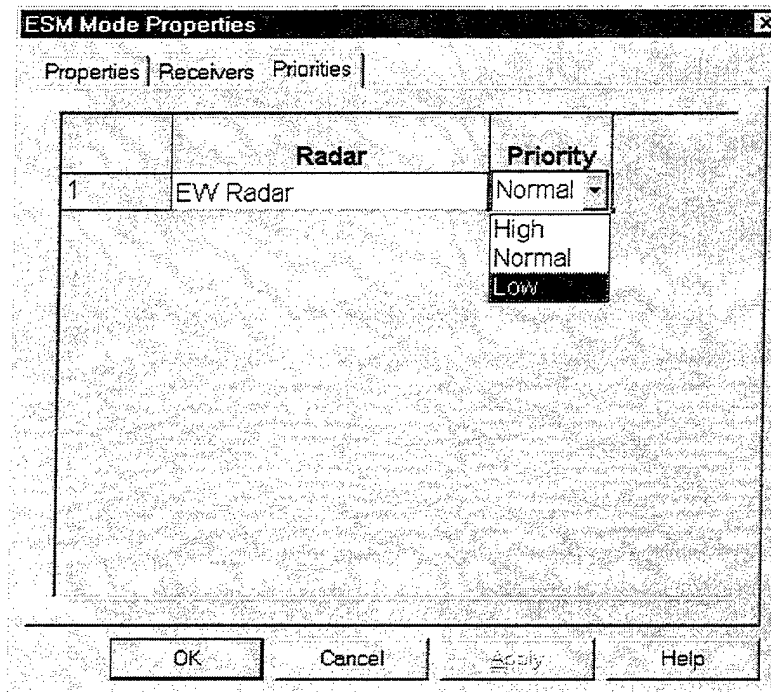 ESM Mode Properties
Properties Receivers Priorities
Radar Priority
1 EW Radar Normal
High
Normal
Low
OK Cancel Apply Help